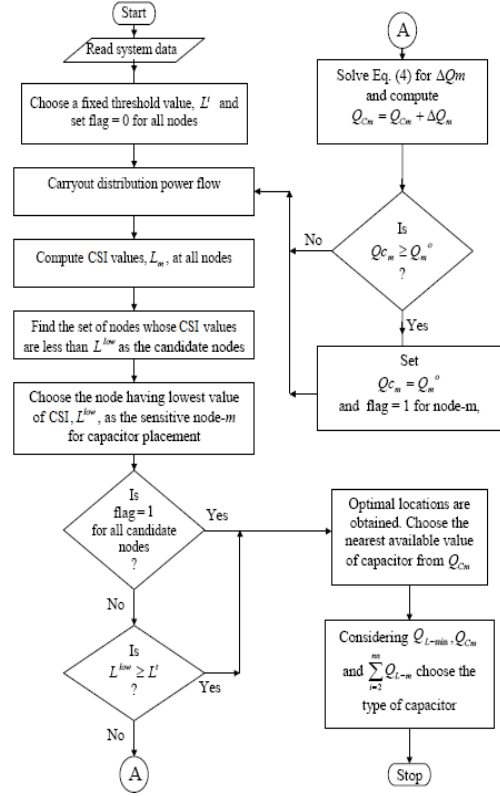 Start
Read system data
Choose a fixed threshold value, L^t and
set flag = 0 for all nodes
Carryout distribution power flow
Compute CSI values, L_m, at all nodes
Find the set of nodes whose CSI values
are less than L^low as the candidate nodes
Choose the node having lowest value
of CSI, L^low, as the sensitive node-m
for capacitor placement
Is
flag = 1
for all candidate
nodes
?
Yes
No
Is
L^low ≥ L^t
?
Yes
No
A
A
Solve Eq. (4) for ΔQm
and compute
Q_Cm = Q_Cm + ΔQ_m
Is
Qc_m ≥ Q_m^o
?
No
Yes
Set
Qc_m = Q_m^o
and flag = 1 for node-m,
Optimal locations are
obtained. Choose the
nearest available value
of capacitor from Q_Cm
Considering Q_L-min, Q_Cm
and ∑_{i=2}^{nn} Q_L-m choose the
type of capacitor
Stop